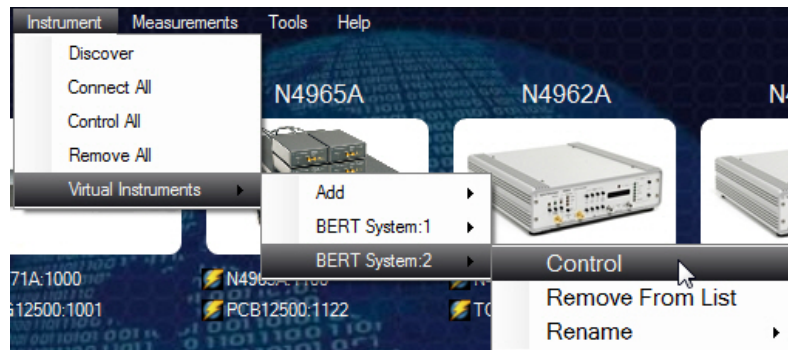 Instrument Measurements Tools Help
Discover
Connect All
Control All
Remove All
Virtual Instruments
N4965A N4962A
Add
BERT System:1
BERT System:2
Control
Remove From List
Rename
71A:1000
12500:1001 PCB12500:1122